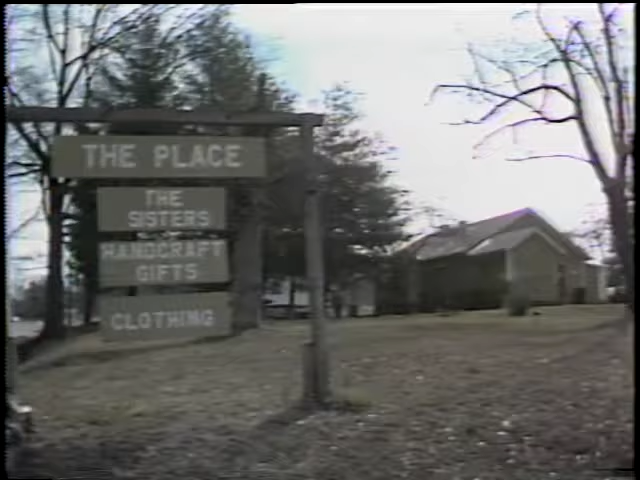 THE PLACE
THE
SISTERS
HANDCRAFT
GIFTS
CLOTHING